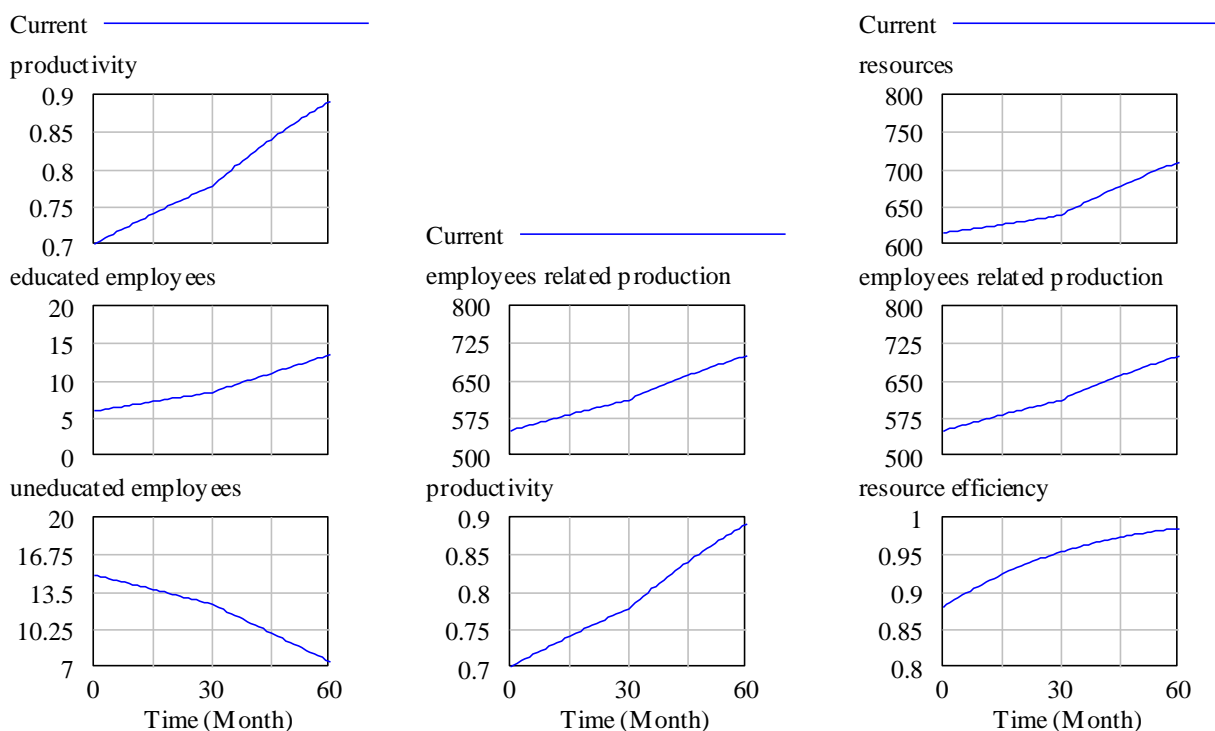 Current
productivity
0.9
0.85
0.8
0.75
0.7
educated employees
20
15
10
5
0
uneducated employees
20
16.75
13.5
10.25
7
0 30 60
Time (Month)
Current
employees related production
800
725
650
575
500
productivity
0.9
0.85
0.8
0.75
0.7
0 30 60
Time (Month)
Current
resources
800
750
700
650
600
employees related production
800
725
650
575
500
resource efficiency
1
0.95
0.9
0.85
0.8
0 30 60
Time (Month)